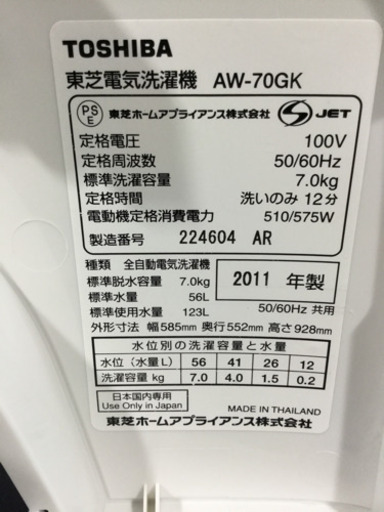 TOSHIBA
東芝電気洗濯機 AW-70GK
PSE 東芝ホームアプライアンス株式会社 S JET
定格電圧 100V
定格周波数 50/60Hz
標準洗濯容量 7.0kg
定格時間 洗いのみ 12分
電動機定格消費電力 510/575W
製造番号 224604 AR
種類 全自動電気洗濯機
標準脱水容量 7.0kg
2011 年製
標準水量 56L
標準使用水量 123L 50/60Hz 共用
外形寸法 幅585mm 奥行552mm 高さ928mm
水位別の洗濯容量と水量
水位（水量L） 56 41 26 12
洗濯容量 kg 7.0 4.0 1.5 0.2
日本国内専用
Use Only in Japan
MADE IN THAILAND
東芝ホームアプライアンス株式会社